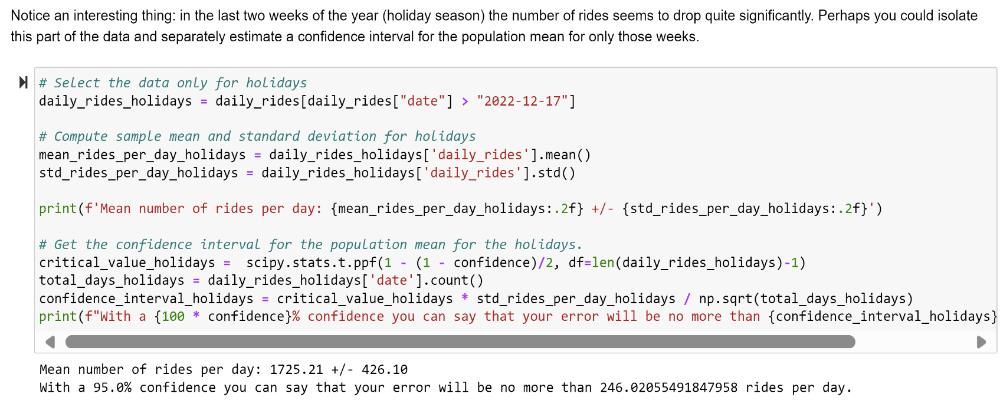 Notice an interesting thing: in the last two weeks of the year (holiday season) the number of rides seems to drop quite significantly. Perhaps you could isolate
this part of the data and separately estimate a confidence interval for the population mean for only those weeks.
# Select the data only for holidays
daily_rides_holidays = daily_rides[daily_rides["date"] > "2022-12-17"]
# Compute sample mean and standard deviation for holidays
mean_rides_per_day_holidays = daily_rides_holidays['daily_rides'].mean()
std_rides_per_day_holidays = daily_rides_holidays['daily_rides'].std()
print(f'Mean number of rides per day: {mean_rides_per_day_holidays:.2f} +/- {std_rides_per_day_holidays:.2f}')
# Get the confidence interval for the population mean for the holidays.
critical_value_holidays =  scipy.stats.t.ppf(1 - (1 - confidence)/2, df=len(daily_rides_holidays)-1)
total_days_holidays = daily_rides_holidays['date'].count()
confidence_interval_holidays = critical_value_holidays * std_rides_per_day_holidays / np.sqrt(total_days_holidays)
print(f"With a {100 * confidence}% confidence you can say that your error will be no more than {confidence_interval_holidays}
Mean number of rides per day: 1725.21 +/- 426.10
With a 95.0% confidence you can say that your error will be no more than 246.02055491847958 rides per day.